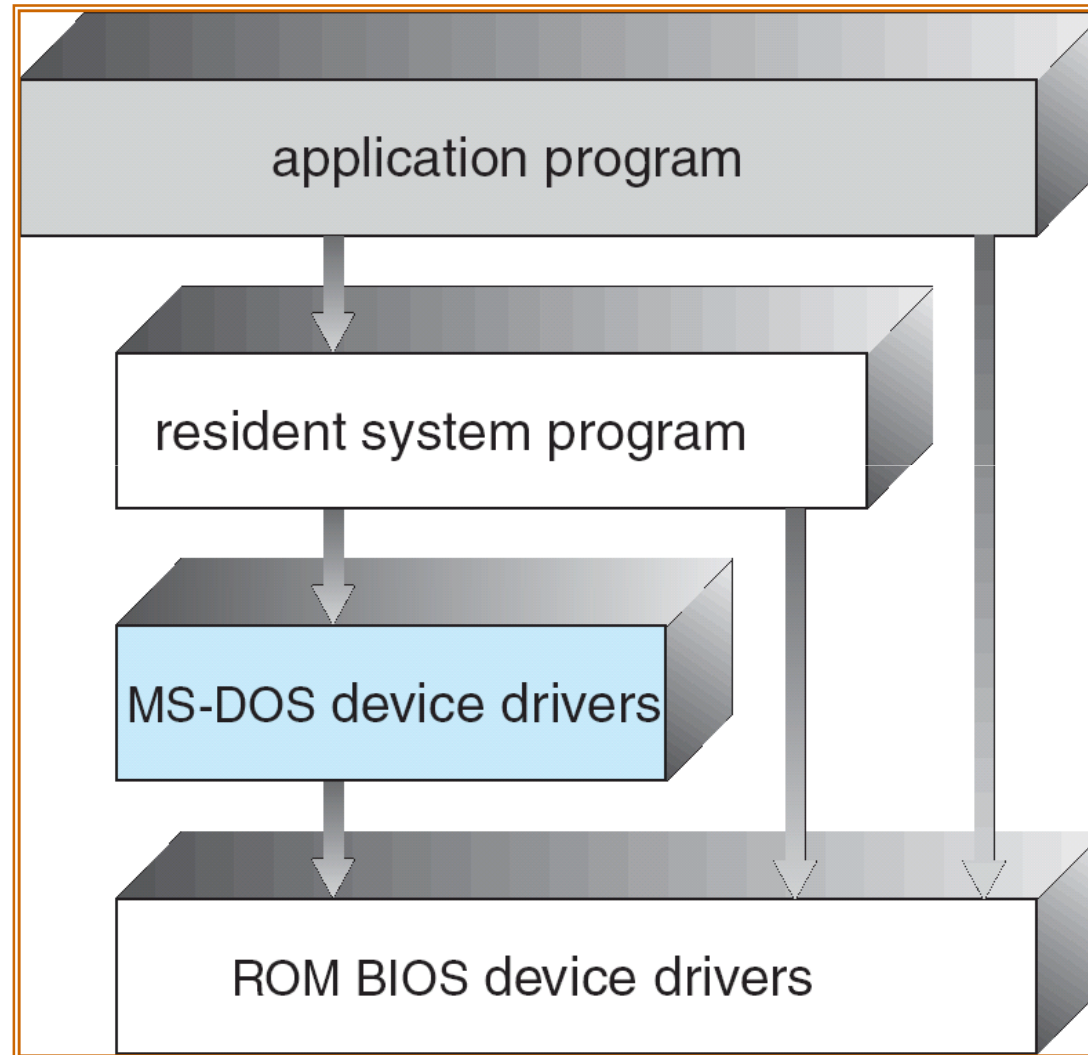 application program
resident system program
MS-DOS device drivers
ROM BIOS device drivers